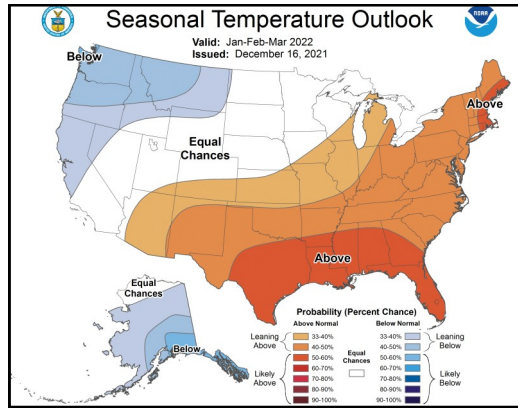 Seasonal Temperature Outlook
Valid: Jan-Feb-Mar 2022
Issued: December 16, 2021
NOAA
Below
Equal
Chances
Above
Above
Equal
Chances
Below
Probability (Percent Chance)
Above Normal
Below Normal
Leaning
Above
33-40%
40-50%
33-40%
40-50%
Leaning
Below
Equal
Chances
Likely
Above
50-60%
60-70%
70-80%
80-90%
90-100%
50-60%
60-70%
70-80%
80-90%
90-100%
Likely
Below